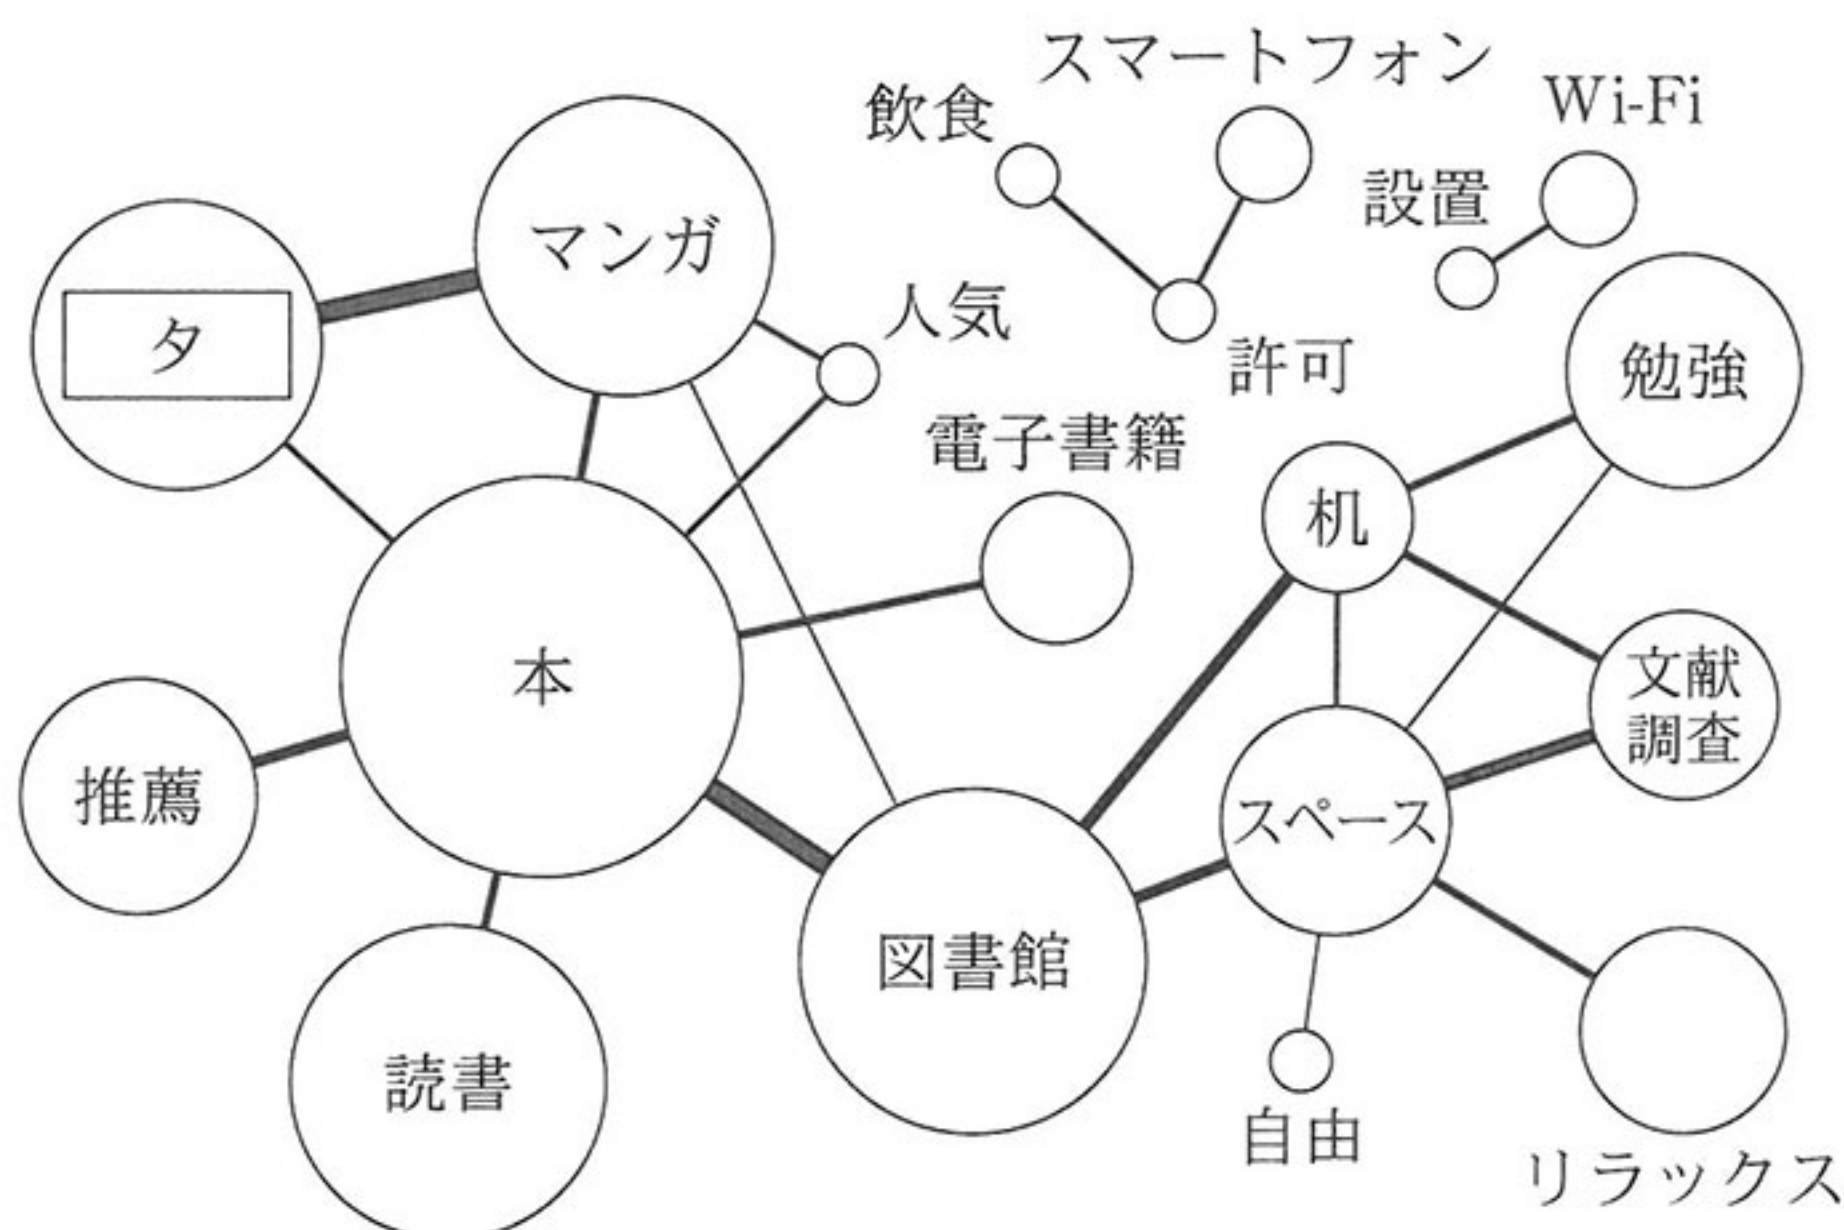 スマートフォン
飲食
Wi-Fi
設置
マンガ
人気
許可
タ
勉強
電子書籍
机
本
文献
調査
推薦
スペース
図書館
読書
自由
リラックス